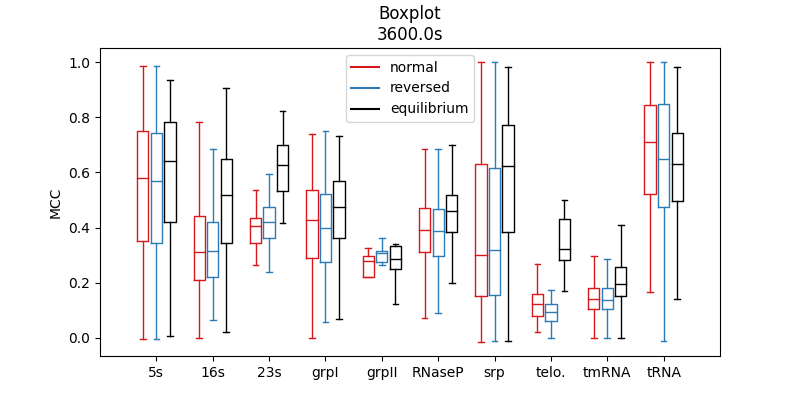 Boxplot
3600.0s
normal
reversed
equilibrium
MCC
1.0
0.8
0.6
0.4
0.2
0.0
5s 16s 23s grpI grpII RNaseP srp telo. tmRNA tRNA